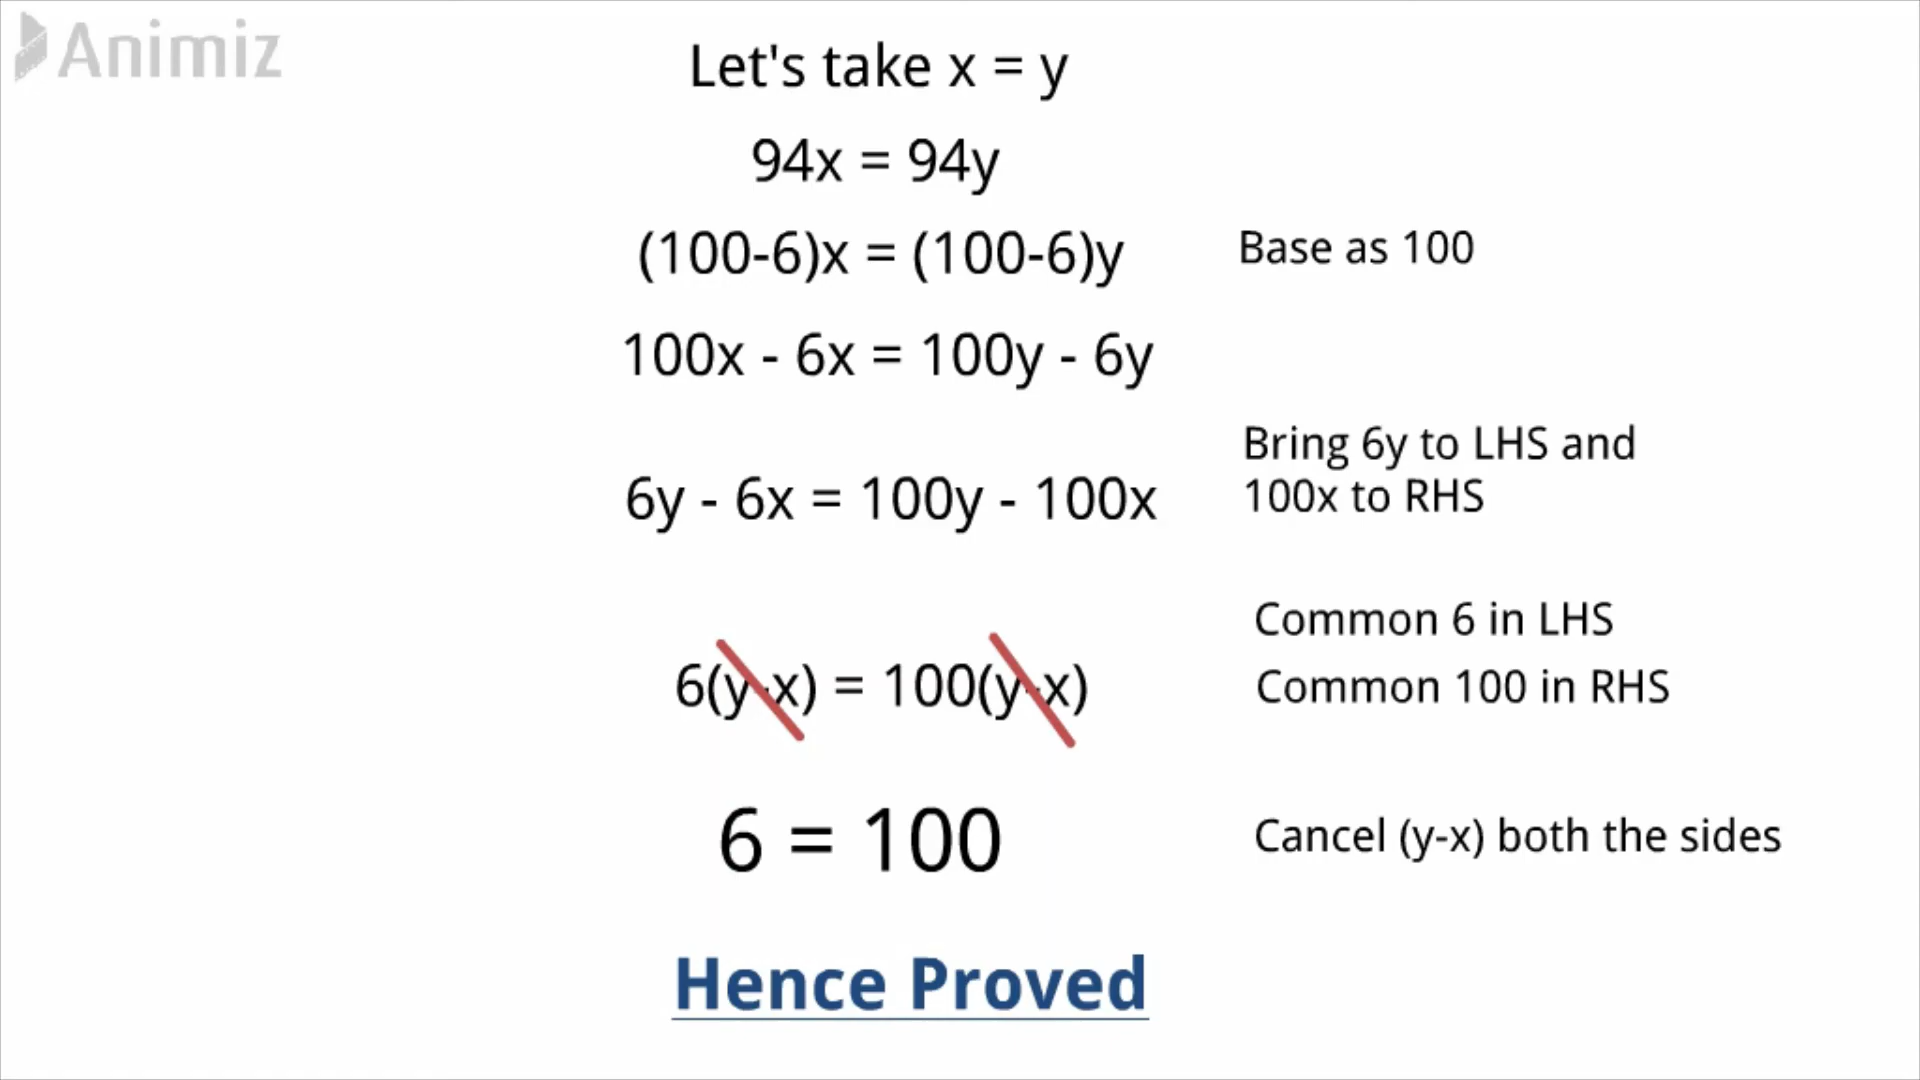 Animiz
Let's take x = y
94x = 94y
(100-6)x = (100-6)y
Base as 100
100x - 6x = 100y - 6y
Bring 6y to LHS and
100x to RHS
6y - 6x = 100y - 100x
Common 6 in LHS
6(y-x) = 100(y-x)
Common 100 in RHS
6 = 100
Cancel (y-x) both the sides
Hence Proved